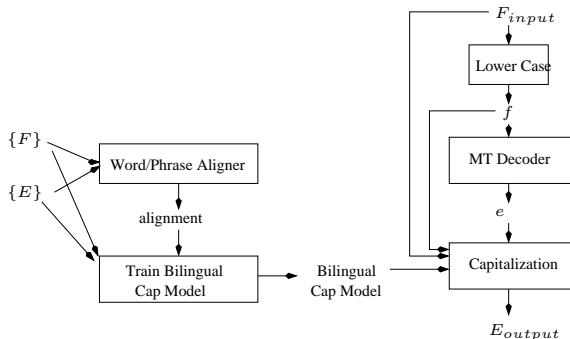 F_input
Lower Case
f
{F}
Word/Phrase Aligner
MT Decoder
{E}
alignment
e
Train Bilingual
Cap Model
Bilingual
Cap Model
Capitalization
E_output